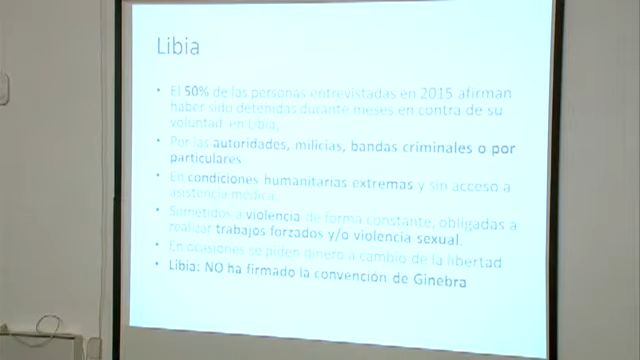 Libia
• El 50% de las personas entrevistadas en 2015 afirman
haber sido detenidas durante meses en contra de su
voluntad en Libia,
• Por las autoridades, milicias, bandas criminales o por
particulares
• En condiciones humanitarias extremas y sin acceso a
asistencia médica
• Sometidos a violencia de forma constante, obligadas a
realizar trabajos forzados y/o violencia sexual.
• En ocasiones se piden dinero a cambio de la libertad
• Libia: NO ha firmado la convención de Ginebra